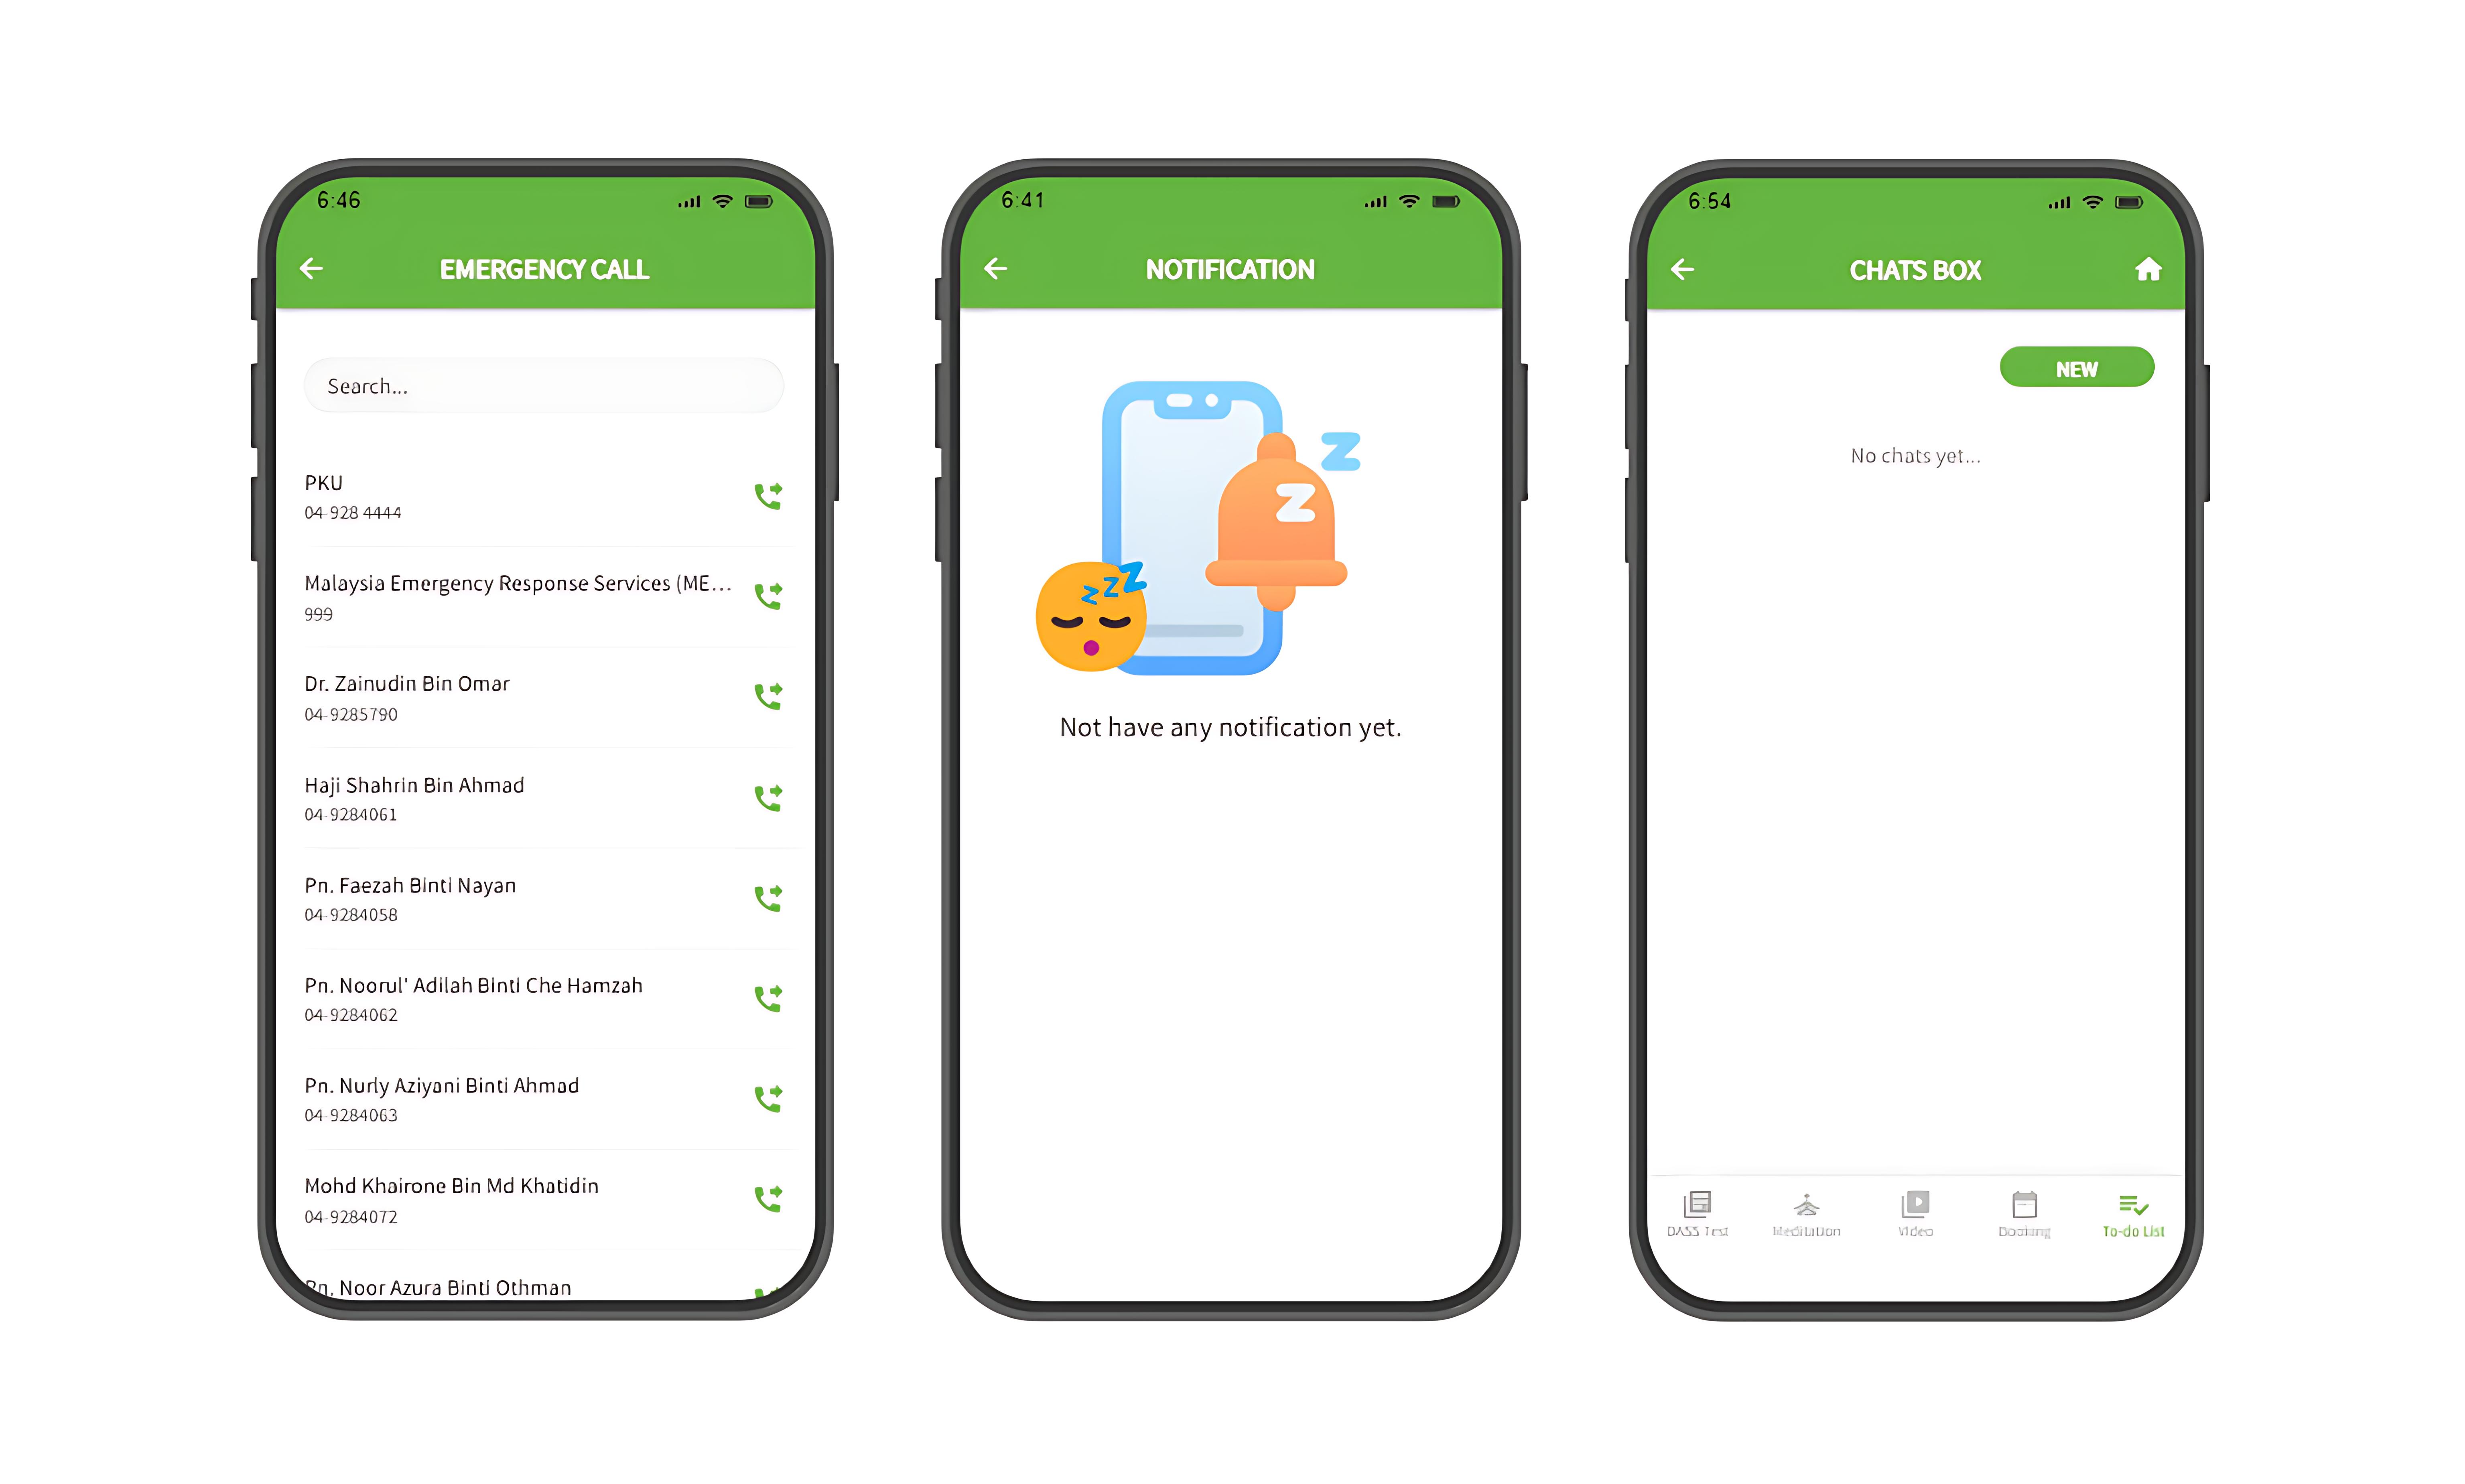 6:46
EMERGENCY CALL
Search...
PKU
04-928 4444
Malaysia Emergency Response Services (ME...
999
Dr. Zainudin Bin Omar
04-9285790
Haji Shahrin Bin Ahmad
04-9284061
Pn. Faezah Binti Nayan
04-9284058
Pn. Noorul' Adilah Binti Che Hamzah
04-9284062
Pn. Nurly Aziyani Binti Ahmad
04-9284063
Mohd Khairone Bin Md Khatidin
04-9284072
Pn. Noor Azura Binti Othman
6:41
NOTIFICATION
z
z
z z z
Not have any notification yet.
6:54
CHATS BOX
NEW
No chats yet...
DASS Test
Meditation
Video
Booking
To-do List